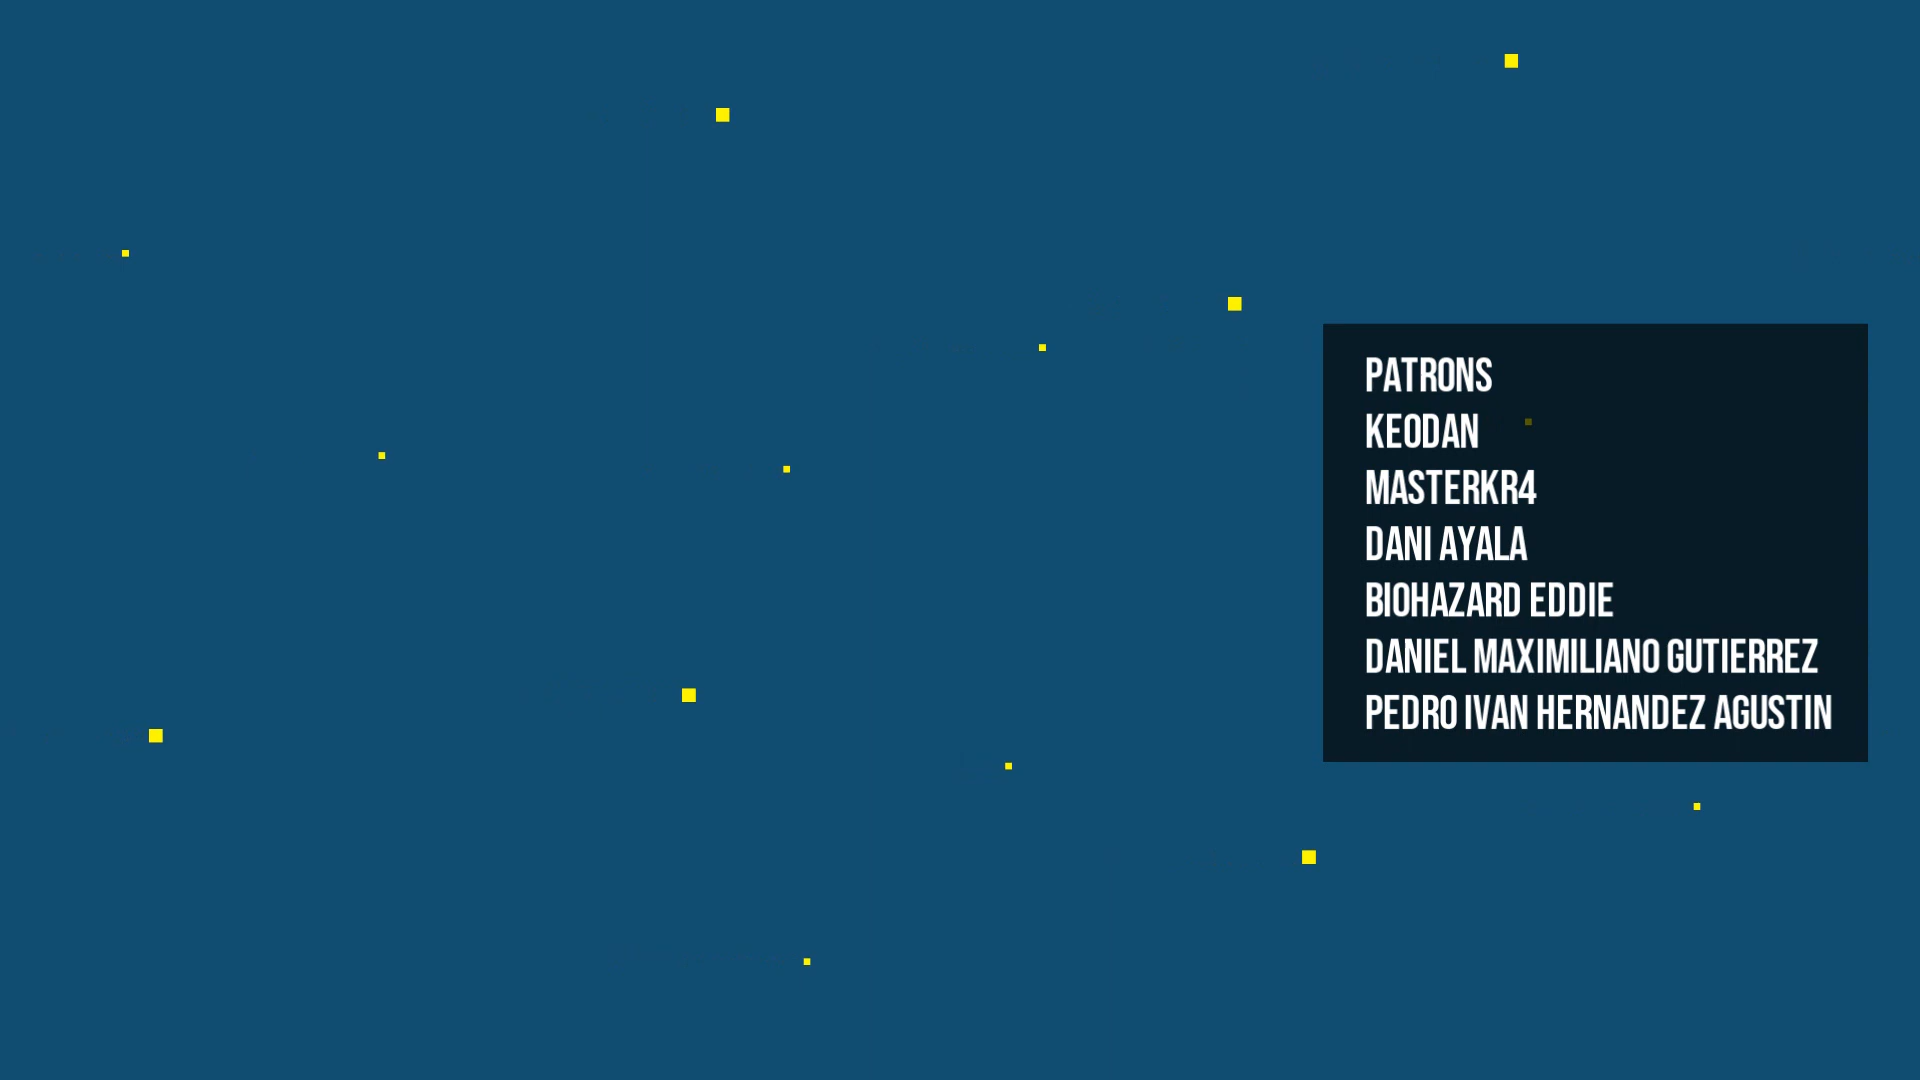 PATRONS
KEODAN
MASTERKR4
DANI AYALA
BIOHAZARD EDDIE
DANIEL MAXIMILIANO GUTIERREZ
PEDRO IVAN HERNANDEZ AGUSTIN